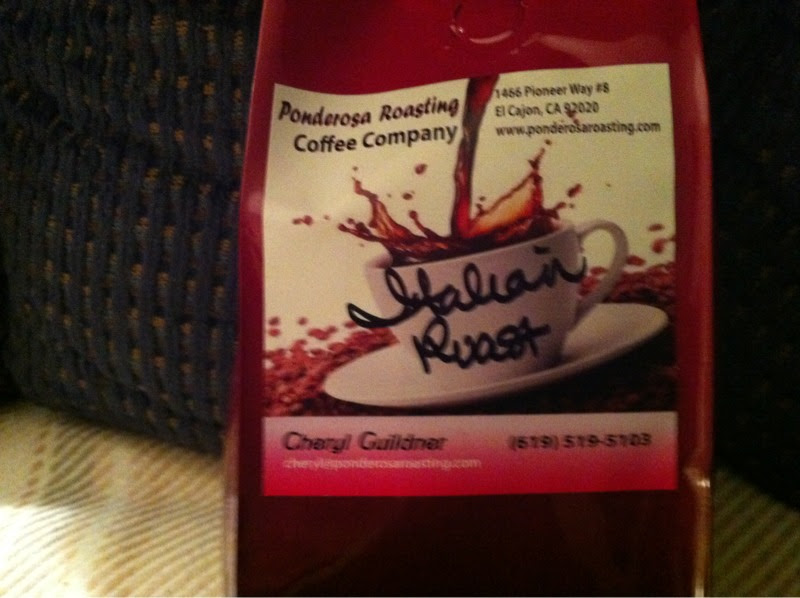 Ponderosa Roasting
Coffee Company
1466 Pioneer Way #8
El Cajon, CA 92020
www.ponderosaroasting.com
Italian
Roast
Cheryl Guildner
(619) 519-5103
cheryl@ponderosaroasting.com